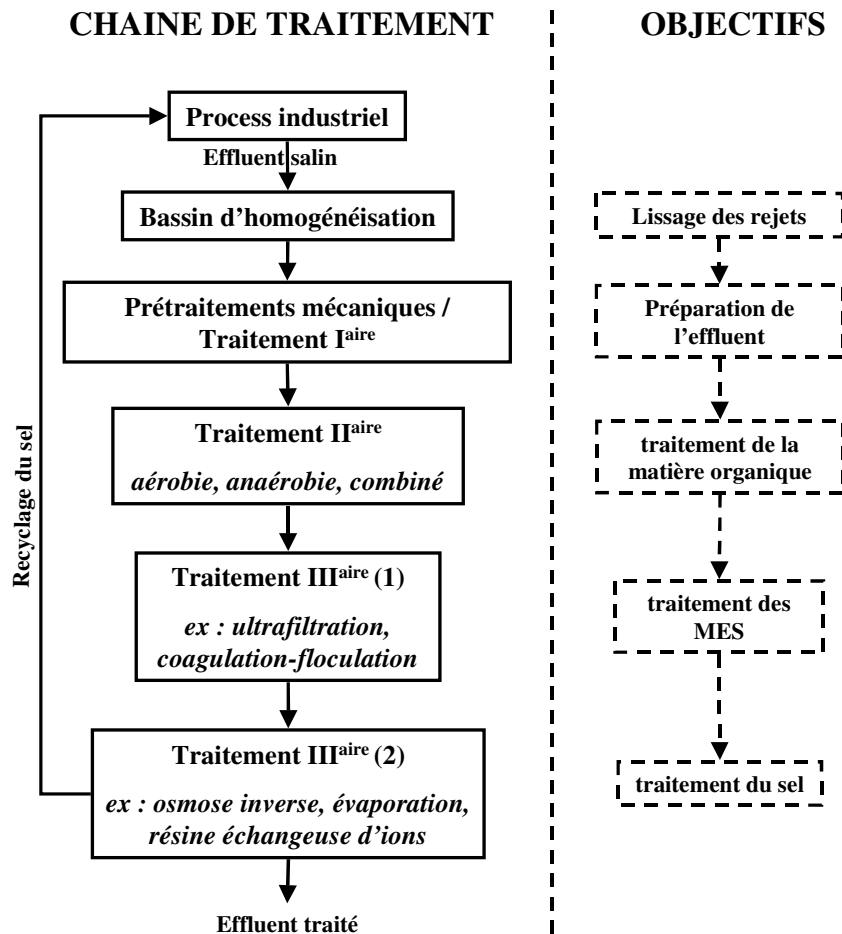 CHAINE DE TRAITEMENT
OBJECTIFS
Process industriel
Effluent salin
Bassin d'homogénéisation
Lissage des rejets
Prétraitements mécaniques /
Traitement Iaire
Préparation de
l'effluent
Traitement IIaire
aérobie, anaérobie, combiné
traitement de la
matière organique
Recyclage du sel
Traitement IIIaire (1)
ex : ultrafiltration,
coagulation-floculation
traitement des
MES
Traitement IIIaire (2)
ex : osmose inverse, évaporation,
résine échangeuse d'ions
traitement du sel
Effluent traité